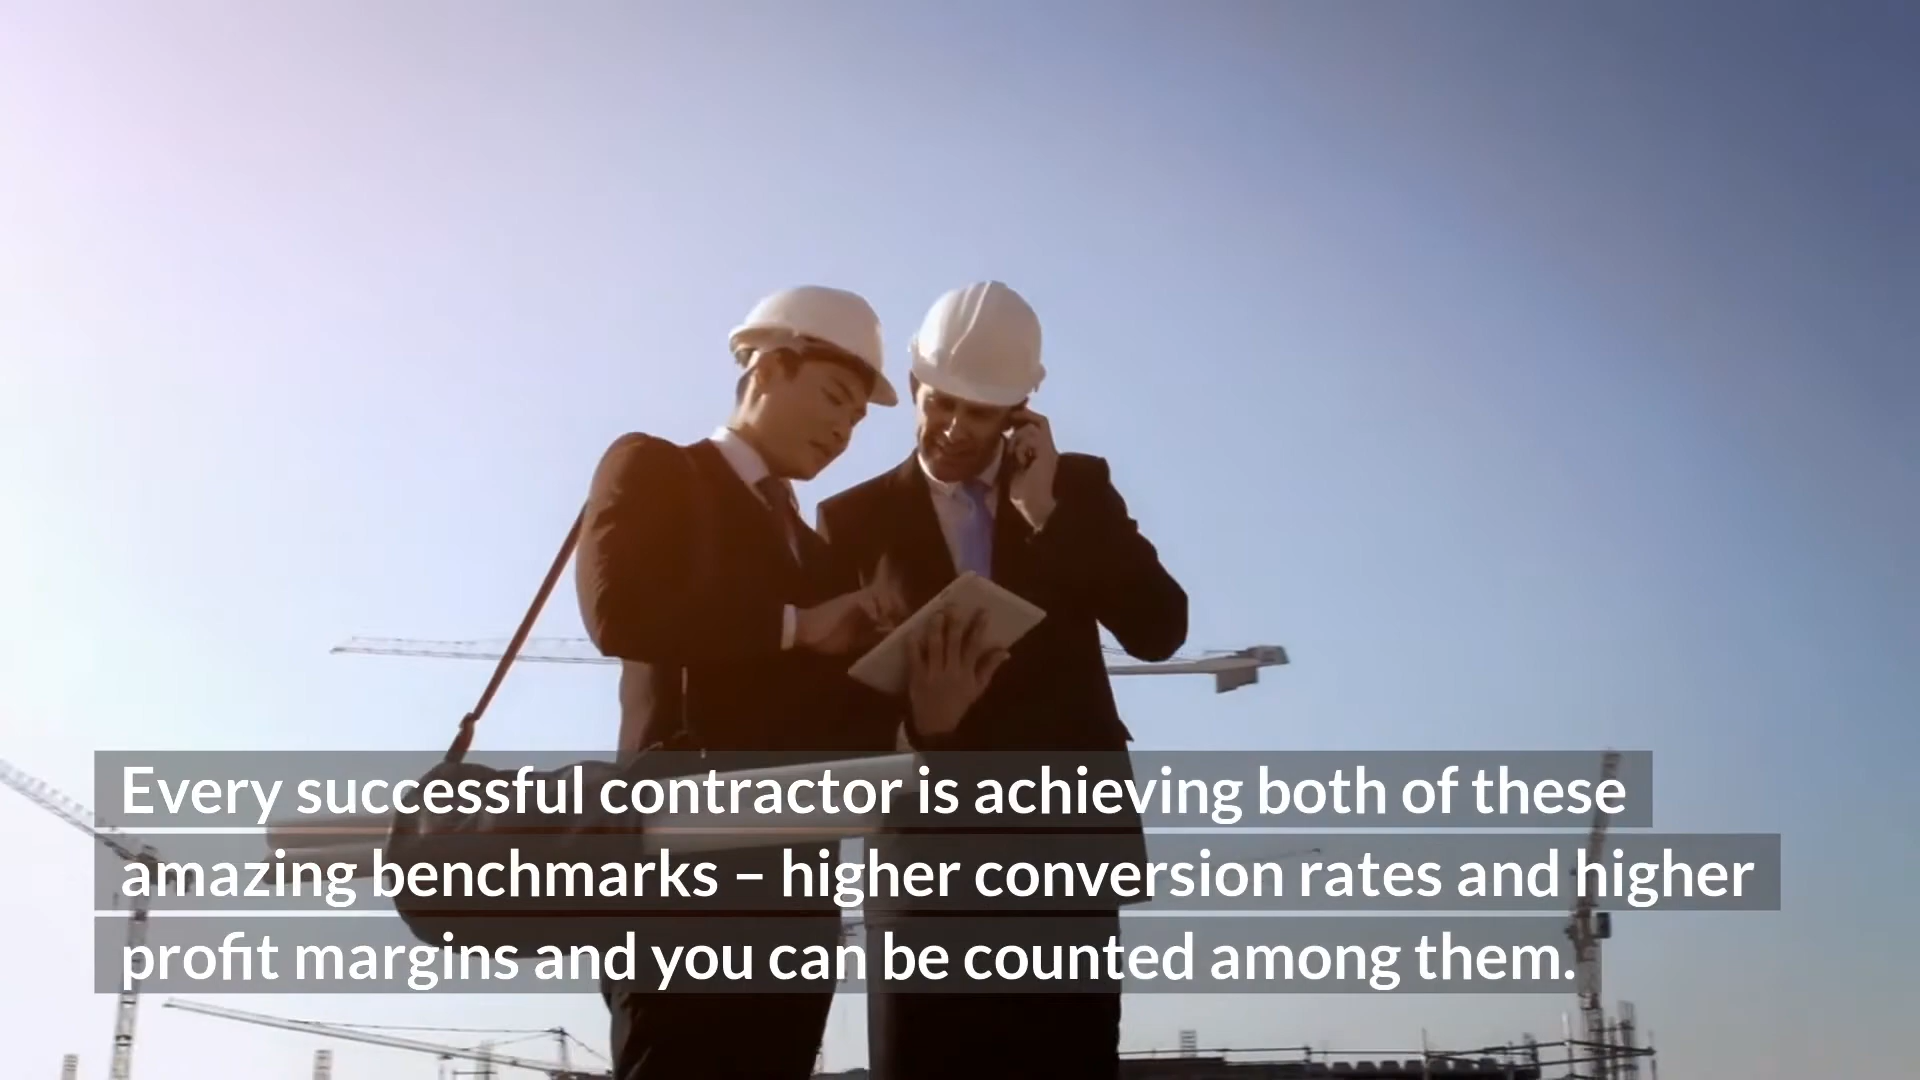 Every successful contractor is achieving both of these
amazing benchmarks – higher conversion rates and higher
profit margins and you can be counted among them.